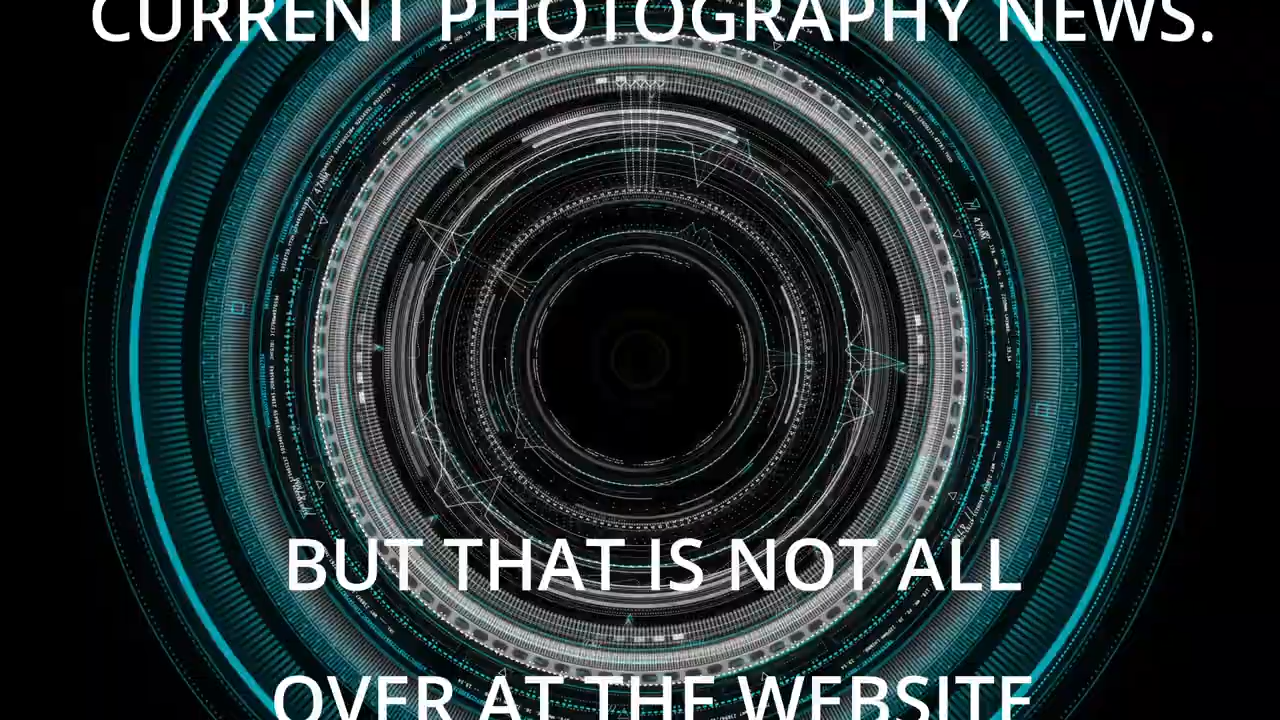 CURRENT PHOTOGRAPHY NEWS.
BUT THAT IS NOT ALL
OVER AT THE WEBSITE